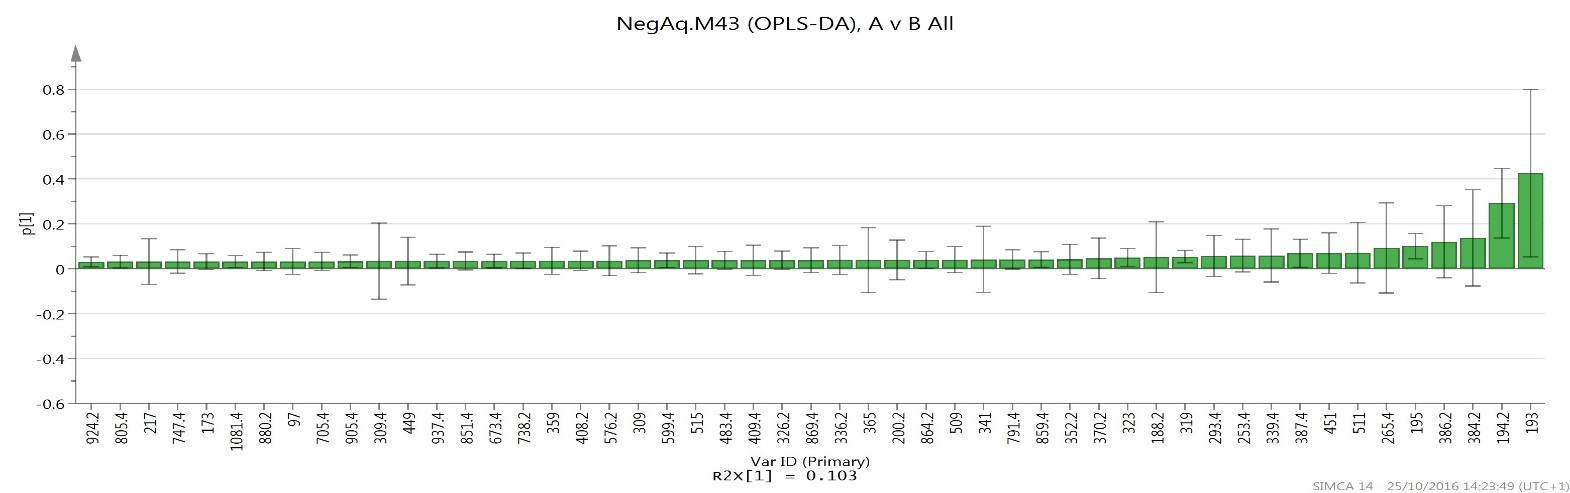 NegAq.M43 (OPLS-DA), A v B All
p[1]
0.8
0.6
0.4
0.2
0
-0.2
-0.4
-0.6
924.2 805.4 217 747.4 173 1081.4 880.2 97 705.4 905.4 309.4 449 937.4 851.4 673.4 738.2 359 408.2 576.2 309 599.4 515 483.4 409.4 326.2 869.4 336.2 365 200.2 864.2 509 341 791.4 859.4 352.2 370.2 323 188.2 319 293.4 253.4 339.4 387.4 451 511 265.4 195 386.2 384.2 194.2 193
Var ID (Primary)
R2X[1] = 0.103
SIMCA 14 25/10/2016 14:23:49 (UTC+1)